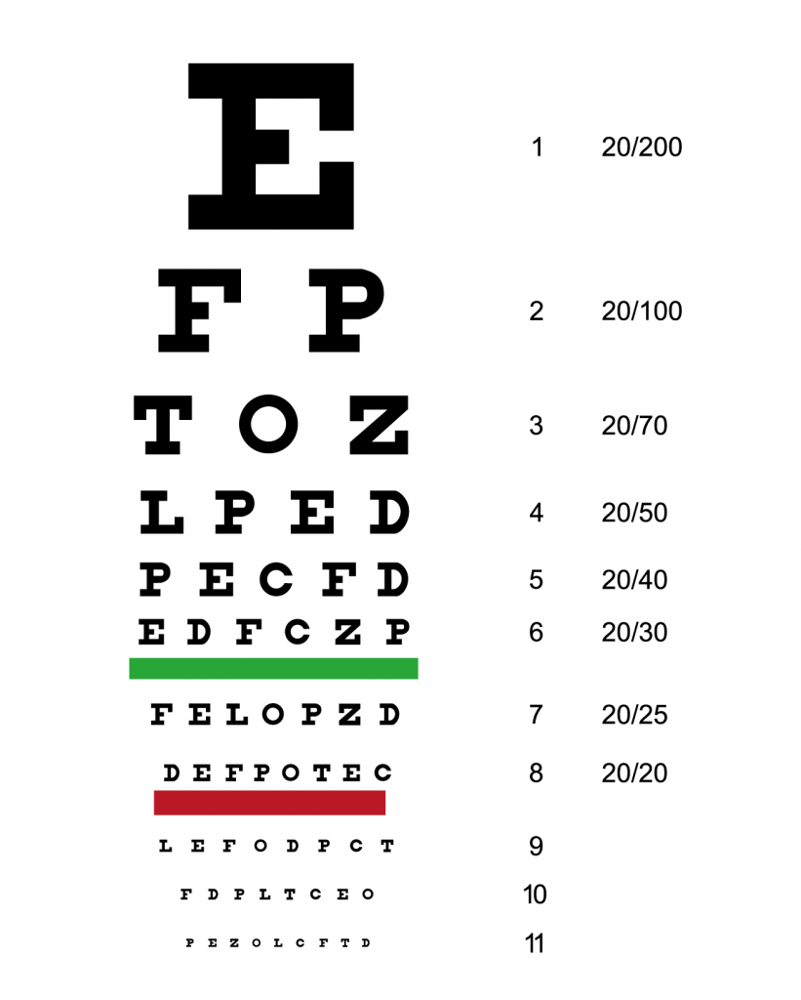 E 1 20/200
F P 2 20/100
T O Z 3 20/70
L P E D 4 20/50
P E C F D 5 20/40
E D F C Z P 6 20/30
F E L O P Z D 7 20/25
D E F P O T E C 8 20/20
L E F O D P C T 9
F D P L T C E O 10
P E Z O L C F T D 11